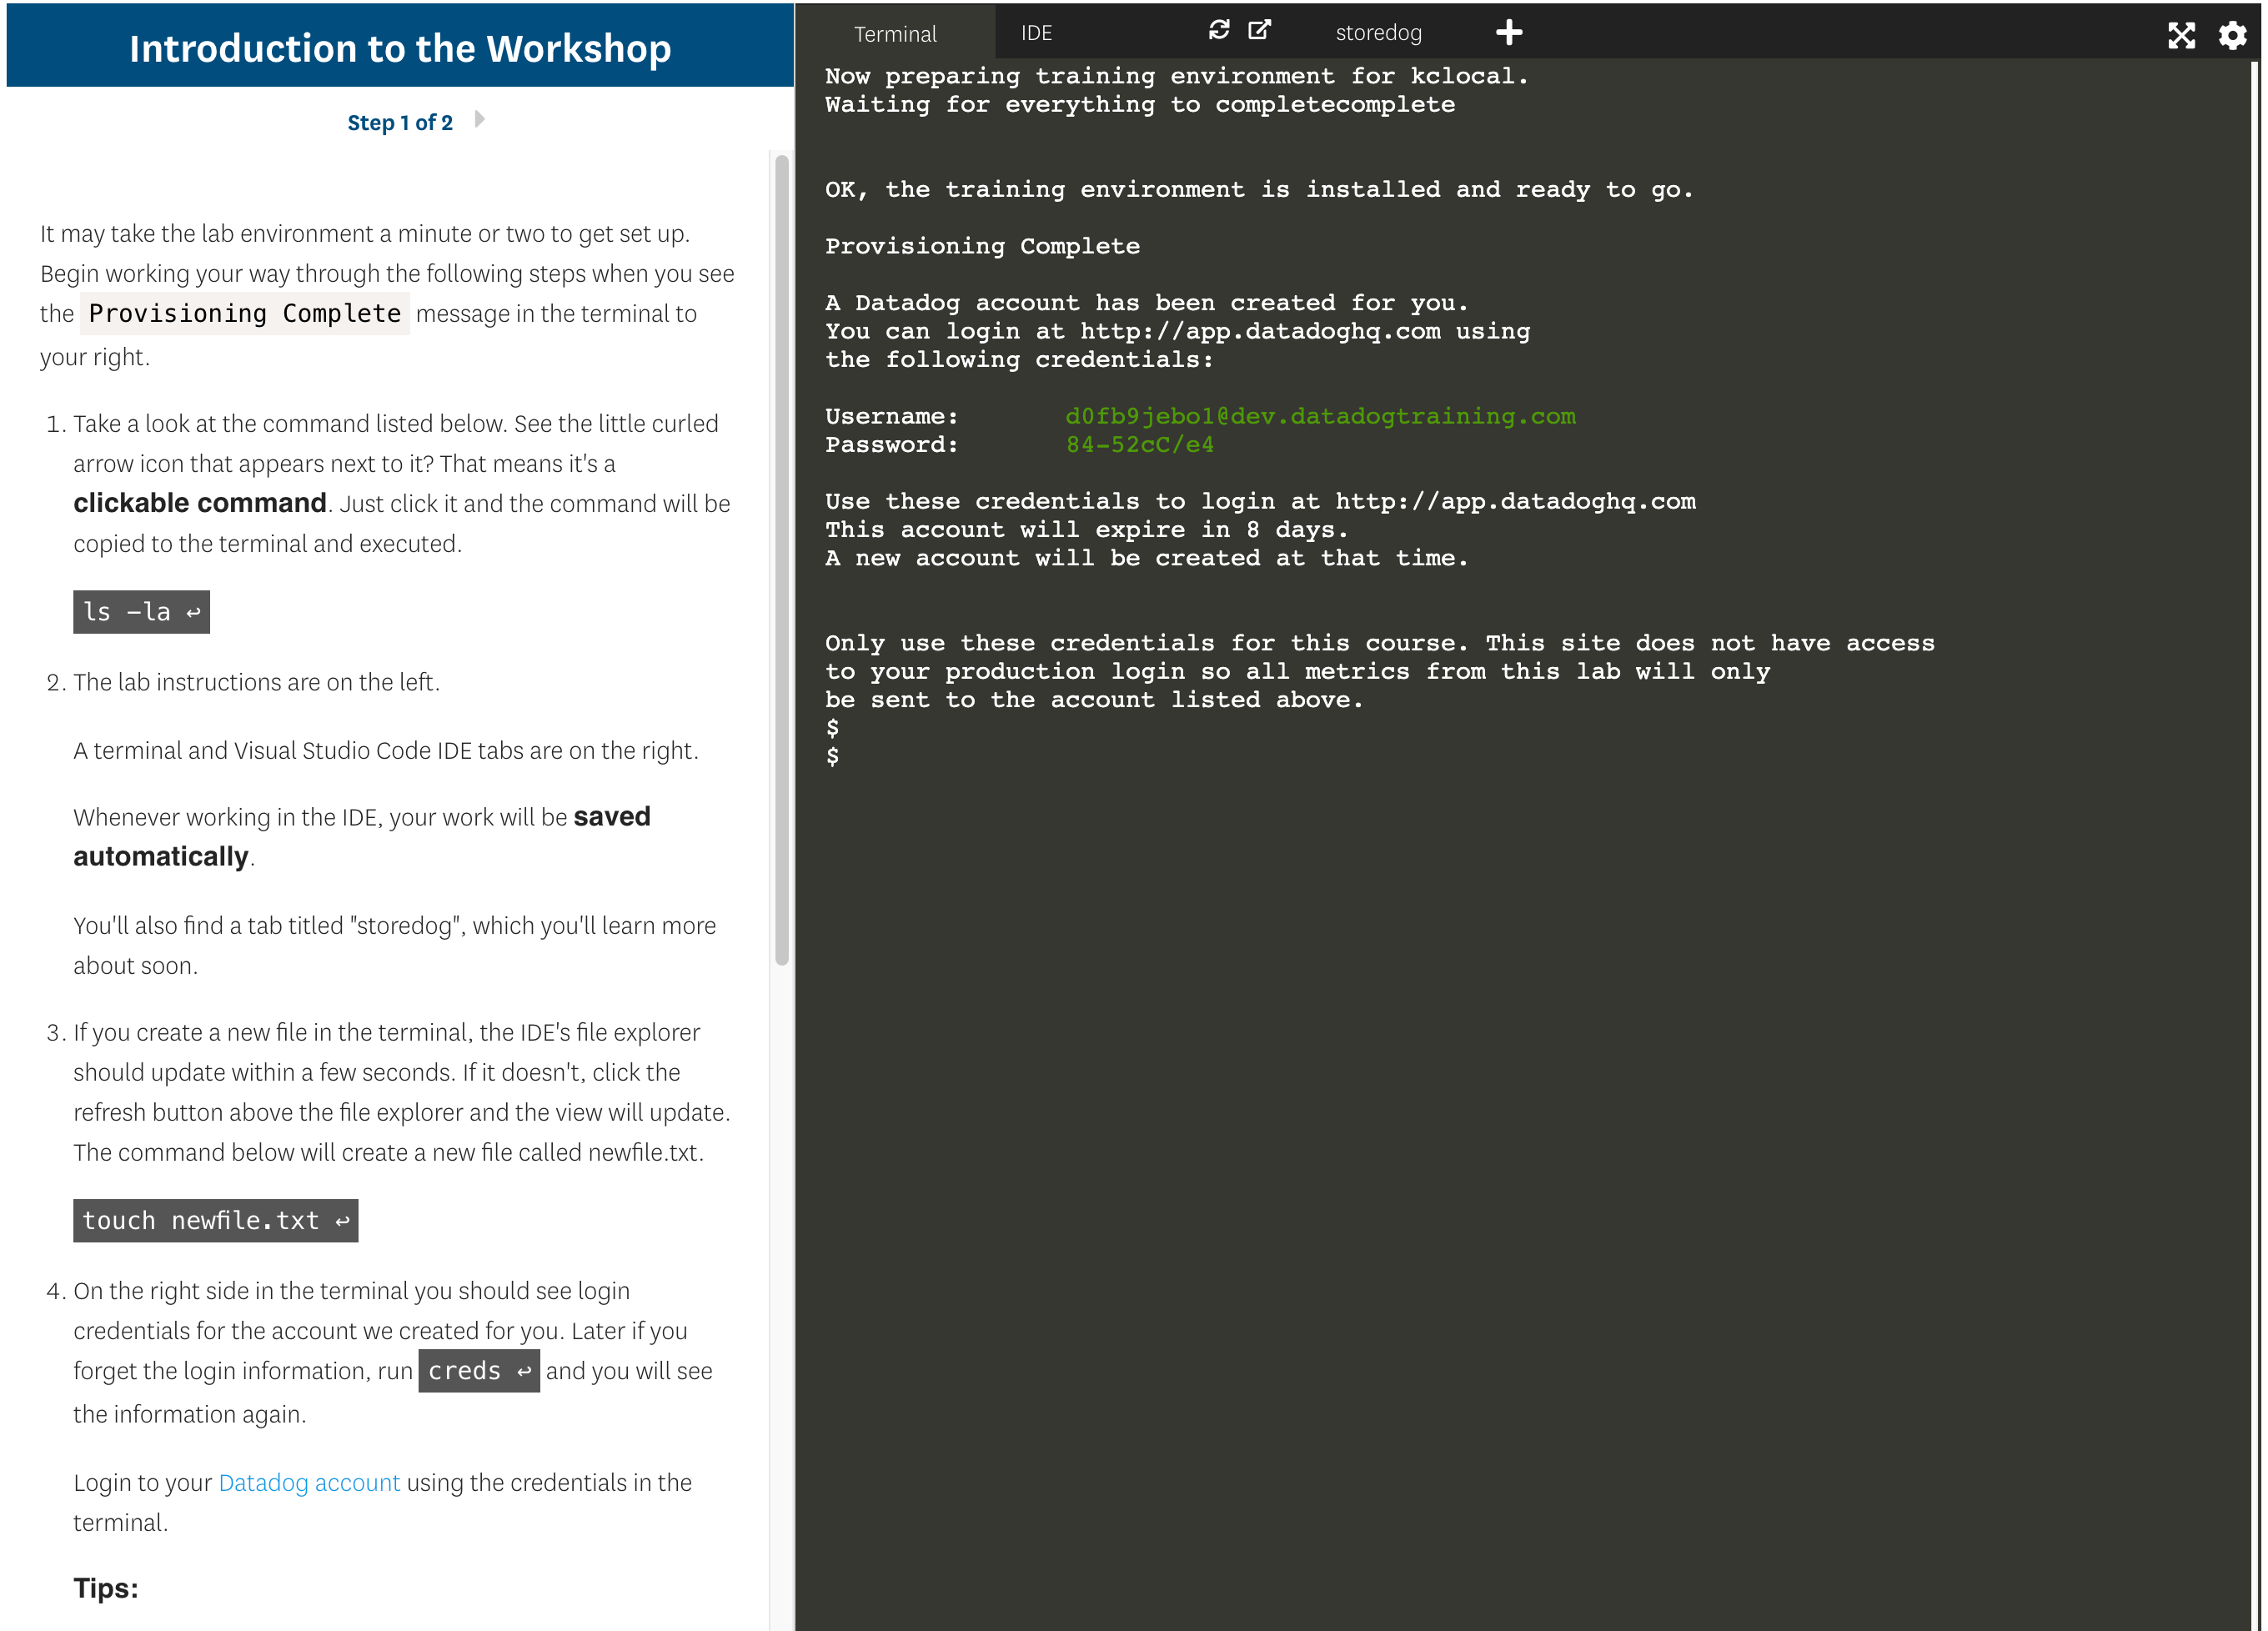 Introduction to the Workshop
Step 1 of 2
It may take the lab environment a minute or two to get set up.
Begin working your way through the following steps when you see
the Provisioning Complete message in the terminal to
your right.
1. Take a look at the command listed below. See the little curled
arrow icon that appears next to it? That means it's a
clickable command. Just click it and the command will be
copied to the terminal and executed.
ls -la ↩
2. The lab instructions are on the left.
A terminal and Visual Studio Code IDE tabs are on the right.
Whenever working in the IDE, your work will be saved
automatically.
You'll also find a tab titled "storedog", which you'll learn more
about soon.
3. If you create a new file in the terminal, the IDE's file explorer
should update within a few seconds. If it doesn't, click the
refresh button above the file explorer and the view will update.
The command below will create a new file called newfile.txt.
touch newfile.txt ↩
4. On the right side in the terminal you should see login
credentials for the account we created for you. Later if you
forget the login information, run creds ↩ and you will see
the information again.
Login to your Datadog account using the credentials in the
terminal.
Tips:
Terminal IDE storedog
Now preparing training environment for kclocal.
Waiting for everything to completecomplete
OK, the training environment is installed and ready to go.
Provisioning Complete
A Datadog account has been created for you.
You can login at http://app.datadoghq.com using
the following credentials:
Username: d0fb9jebo1@dev.datadogtraining.com
Password: 84-52cC/e4
Use these credentials to login at http://app.datadoghq.com
This account will expire in 8 days.
A new account will be created at that time.
Only use these credentials for this course. This site does not have access
to your production login so all metrics from this lab will only
be sent to the account listed above.
$
$